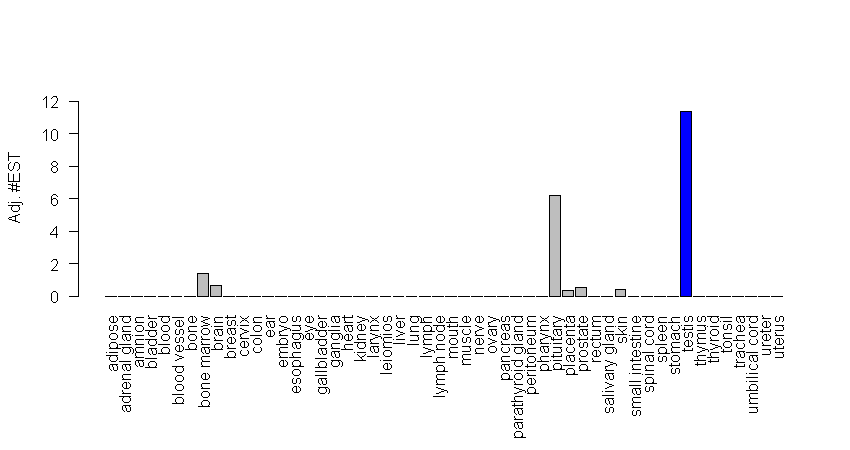 Adj. #EST
12
10
8
6
4
2
0
adipose
adrenal gland
amnion
bladder
blood
blood vessel
bone
bone marrow
brain
breast
cervix
colon
ear
embryo
esophagus
eye
gallbladder
ganglia
heart
kidney
larynx
leiomios
liver
lung
lymph
lymph node
mouth
muscle
nerve
ovary
pancreas
parathyroid gland
peritoneum
pharynx
pituitary
placenta
prostate
rectum
salivary gland
skin
small intestine
spinal cord
spleen
stomach
testis
thymus
thyroid
tonsil
trachea
umbilical cord
ureter
uterus